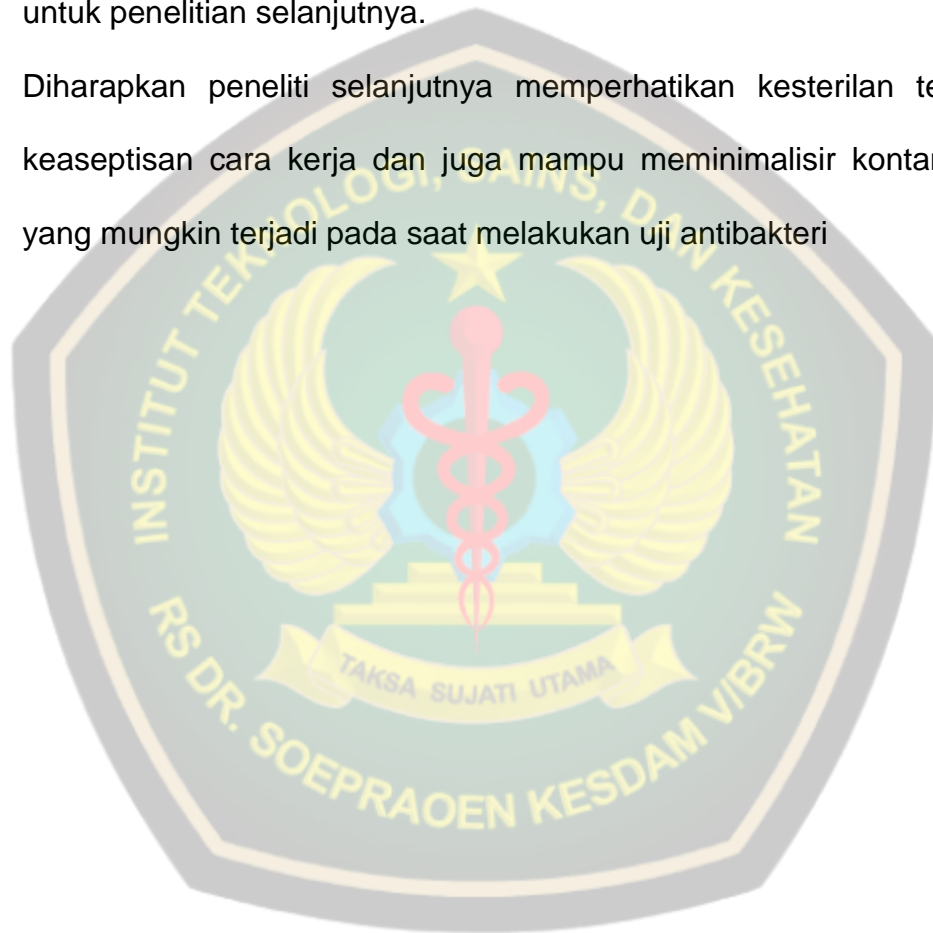 untuk penelitian selanjutnya.
Diharapkan peneliti selanjutnya memperhatikan kesterilan
keaseptisan cara kerja dan juga mampu meminimalisir
yang mungkin terjadi pada saat melakukan uji antibakteri
INSTITUT TEKNOLOGI, SAINS, DAN KESEHATAN
TAKSA SUJATI UTAMA
RS DR. SOEPRAOEN KESDAM V/BRW